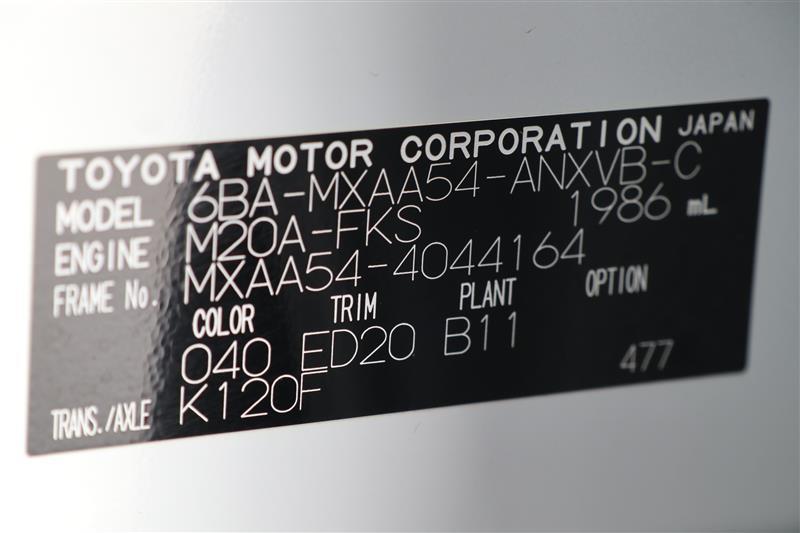 TOYOTA MOTOR CORPORATION JAPAN
MODEL 6BA-MXAA54-ANXVB-C
ENGINE M20A-FKS 1986 mL
FRAME No. MXAA54-4044164
COLOR TRIM PLANT OPTION
040 ED20 B11
TRANS./AXLE K120F 477